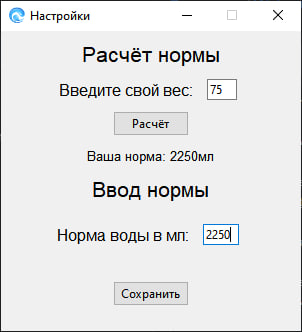 Настройки
Расчёт нормы
Введите свой вес: 75
Расчёт
Ваша норма: 2250мл
Ввод нормы
Норма воды в мл: 2250
Сохранить